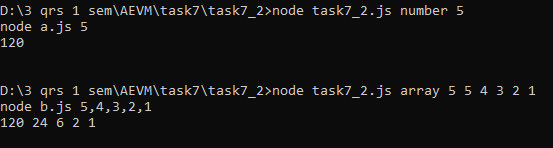 D:\3 qrs 1 sem\AEVM\task7\task7_2>node task7_2.js number 5
node a.js 5
120
D:\3 qrs 1 sem\AEVM\task7\task7_2>node task7_2.js array 5 5 4 3 2 1
node b.js 5,4,3,2,1
120 24 6 2 1